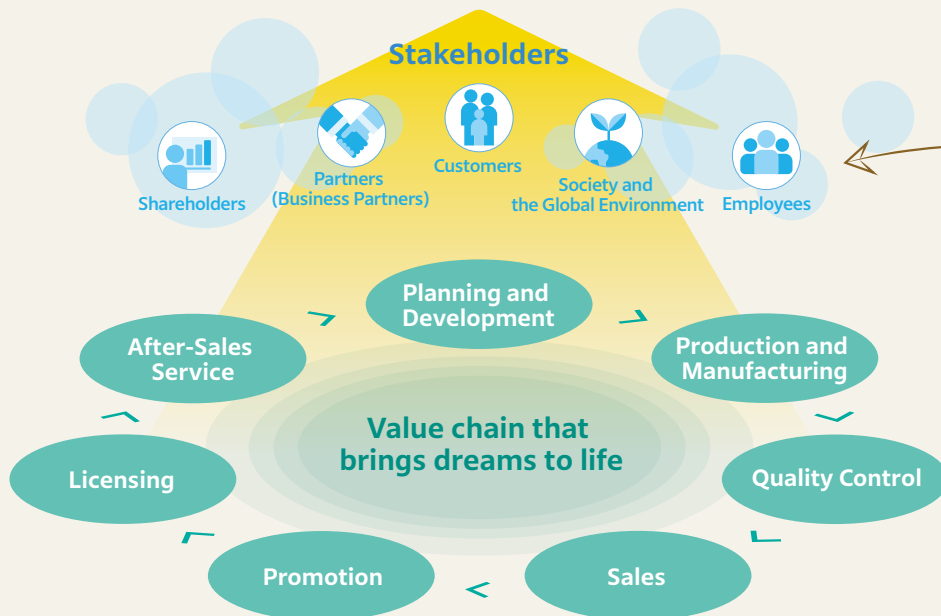 Stakeholders
Shareholders
Partners
(Business Partners)
Customers
Society and
the Global Environment
Employees
Planning and
Development
Production and
Manufacturing
Quality Control
Sales
Promotion
Licensing
After-Sales
Service
Value chain that
brings dreams to life